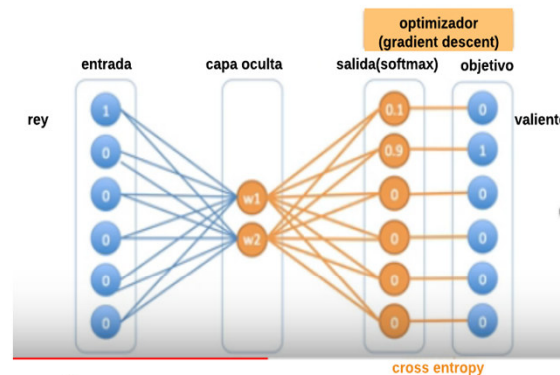 optimizador
(gradient descent)
entrada
capa oculta
salida(softmax)
objetivo
rey
valiente
1
0
0
0
0
0
w1
w2
0.1
0.9
0
0
0
0
0
1
0
0
0
0
cross entropy